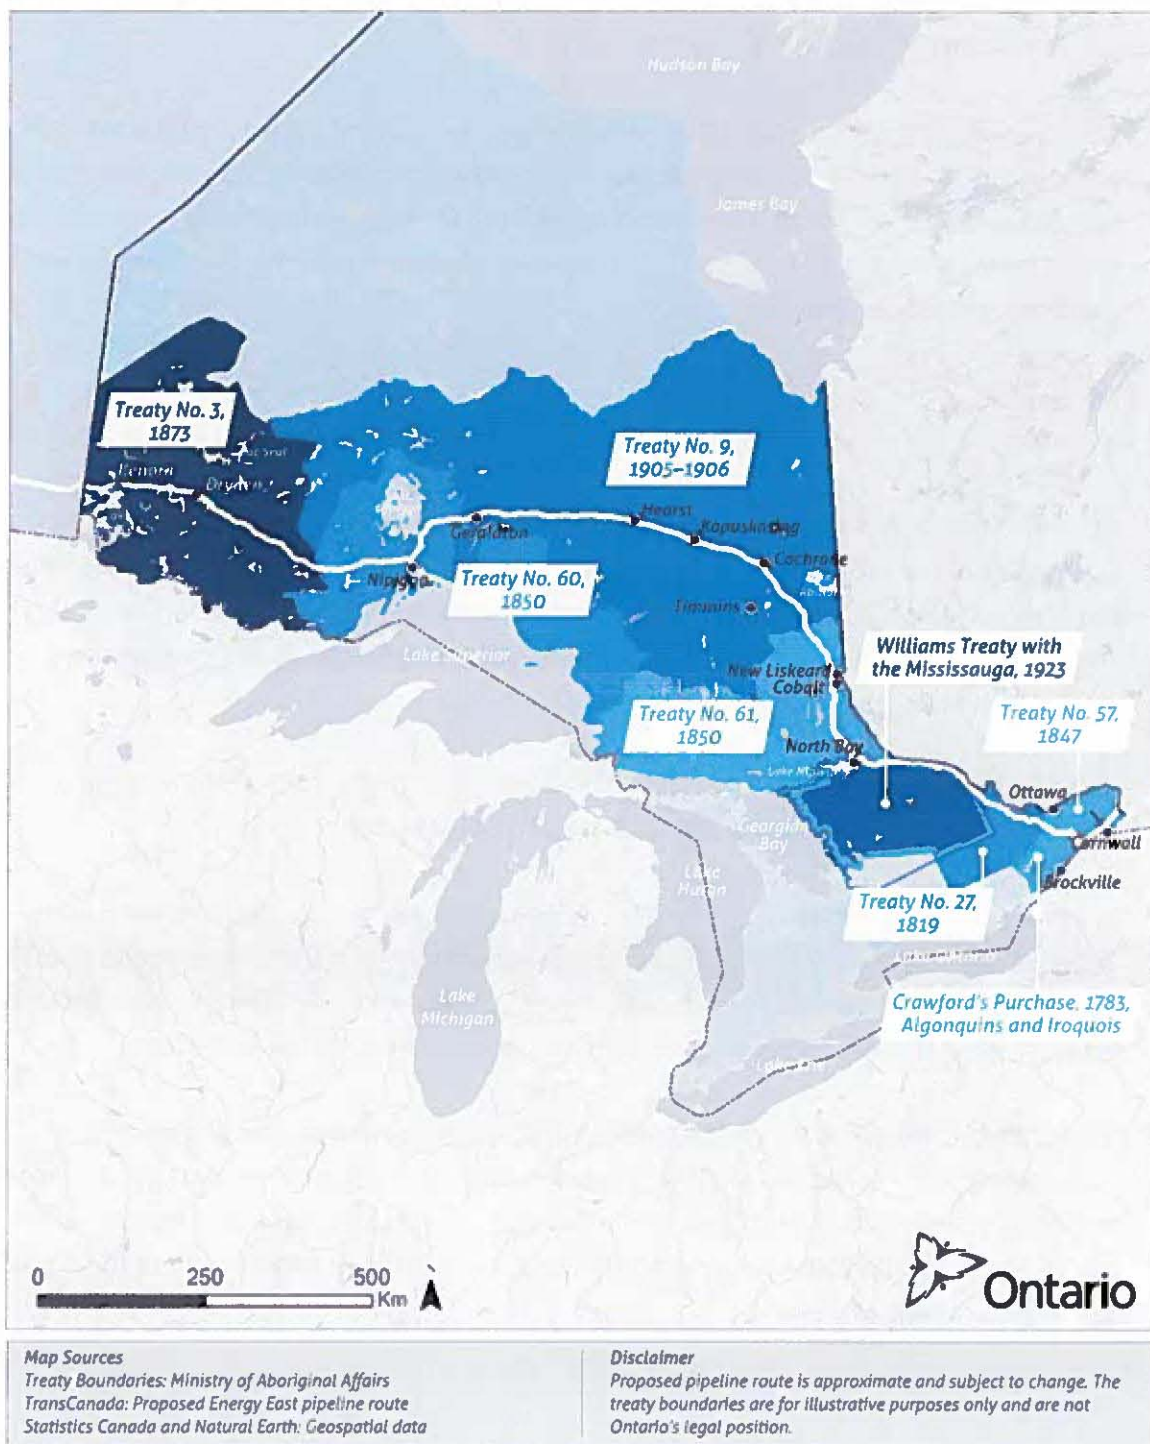 Hudson Bay
James Bay
Treaty No. 3,
1873
Treaty No. 9,
1905–1906
Kenora
Dryden
Hearst
Geraldton
Kapuskasing
Cochrane
Nipigon
Treaty No. 60,
1850
Timmins
Lake Superior
Williams Treaty with
the Mississauga, 1923
New Liskeard
Cobalt
Treaty No. 61,
1850
Treaty No. 57,
1847
North Bay
Ottawa
Georgian
Bay
Cornwall
Lake
Huron
Brockville
Treaty No. 27,
1819
Lake Ontario
Lake
Michigan
Crawford's Purchase, 1783,
Algonquins and Iroquois
Lake Erie
0 250 500
Km
Ontario
Map Sources
Treaty Boundaries: Ministry of Aboriginal Affairs
TransCanada: Proposed Energy East pipeline route
Statistics Canada and Natural Earth: Geospatial data
Disclaimer
Proposed pipeline route is approximate and subject to change. The
treaty boundaries are for illustrative purposes only and are not
Ontario's legal position.